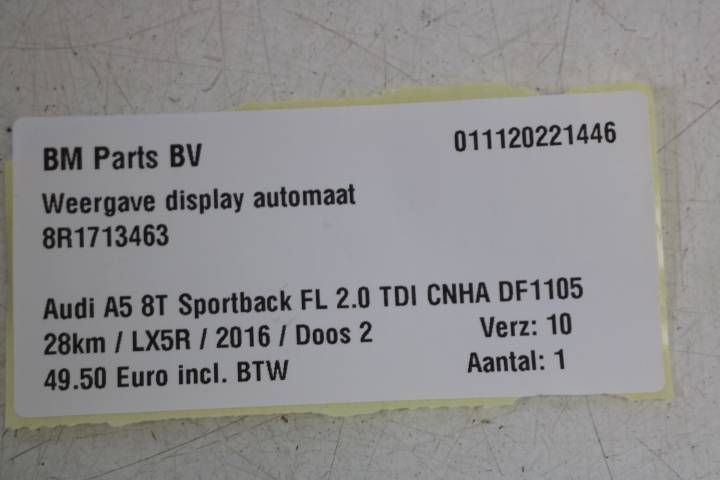 BM Parts BV 011120221446
Weergave display automaat
8R1713463
Audi A5 8T Sportback FL 2.0 TDI CNHA DF1105
28km / LX5R / 2016 / Doos 2 Verz: 10
49.50 Euro incl. BTW Aantal: 1